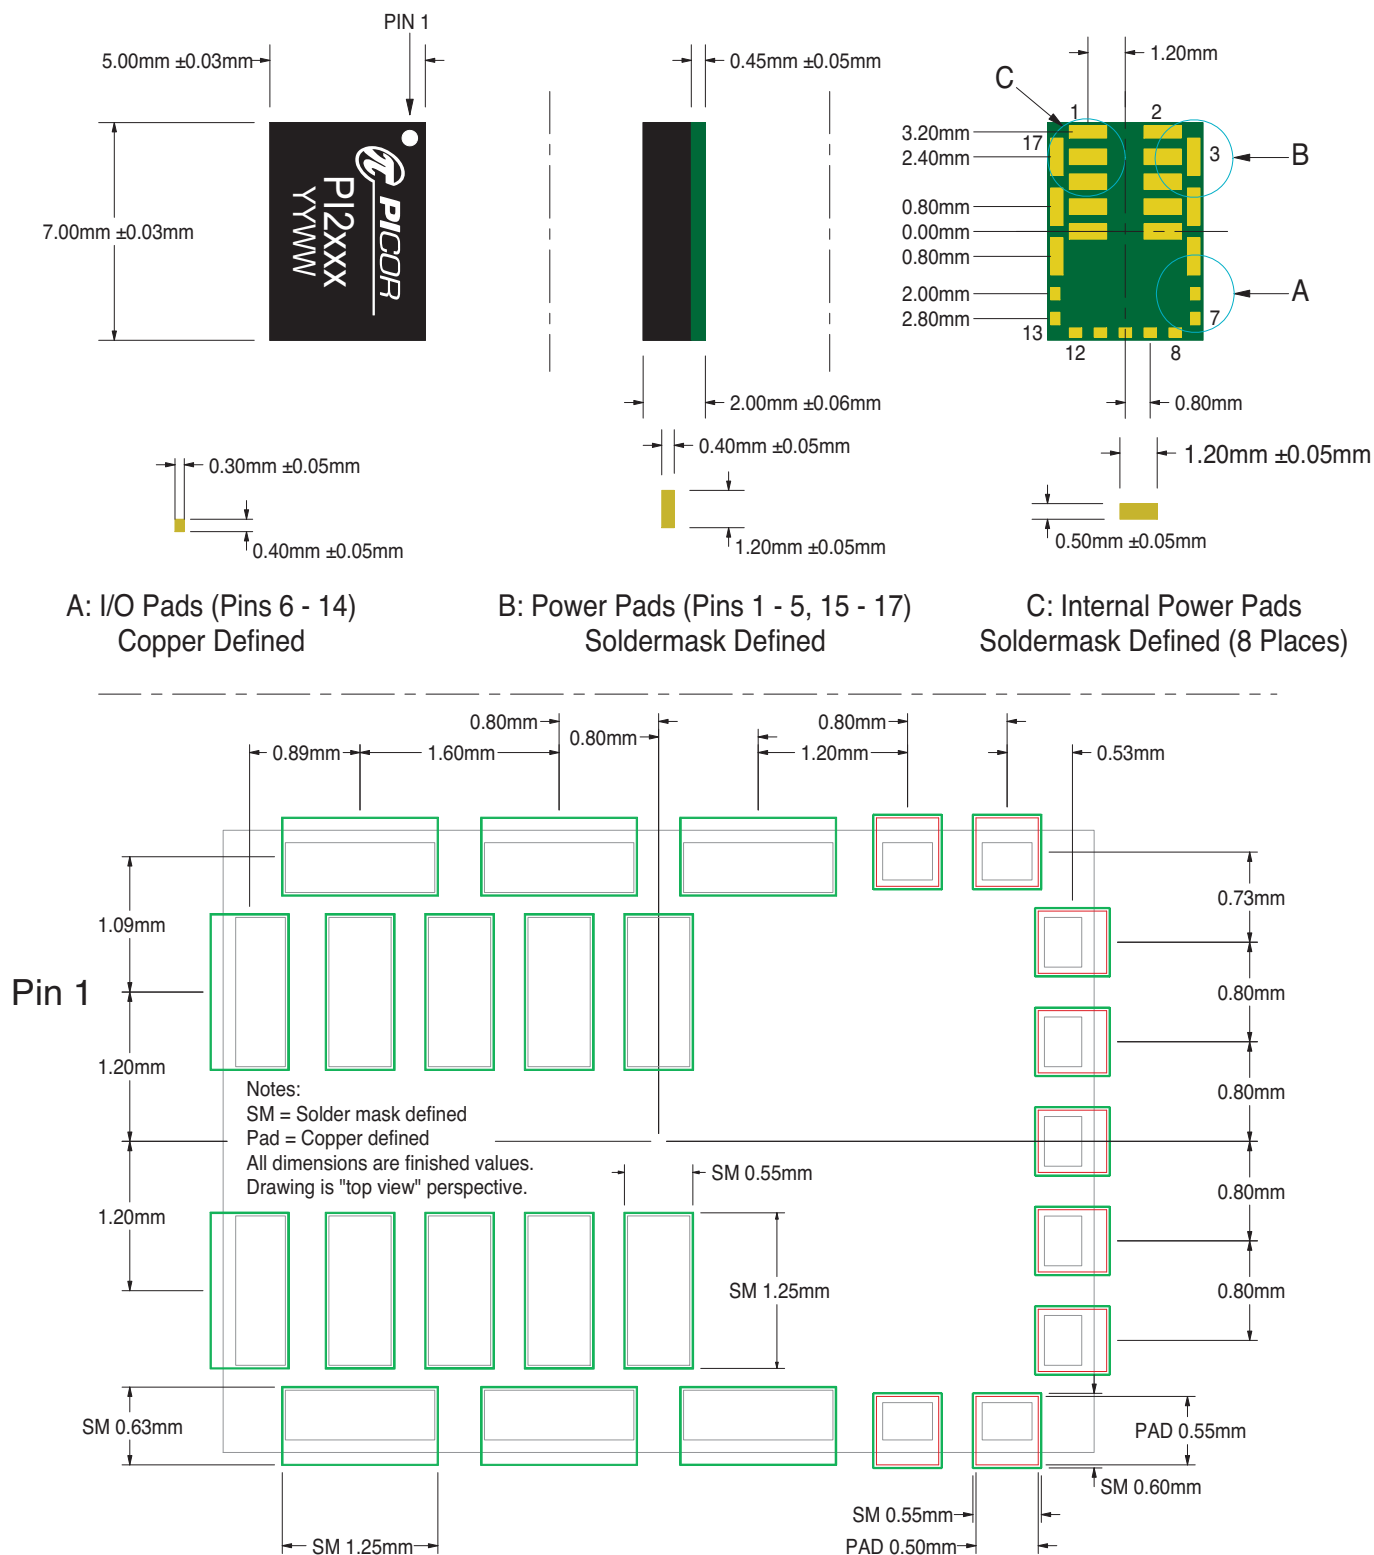 PIN 1
5.00mm ±0.03mm
0.45mm ±0.05mm
1.20mm
C
1
2
3.20mm
17
3
B
2.40mm
PICOR
PI2xxx
YYWW
7.00mm ±0.03mm
0.80mm
0.00mm
0.80mm
2.00mm
A
2.80mm
7
13
12
8
2.00mm ±0.06mm
0.80mm
0.30mm ±0.05mm
0.40mm ±0.05mm
1.20mm ±0.05mm
0.40mm ±0.05mm
1.20mm ±0.05mm
0.50mm ±0.05mm
A: I/O Pads (Pins 6 - 14)
Copper Defined
B: Power Pads (Pins 1 - 5, 15 - 17)
Soldermask Defined
C: Internal Power Pads
Soldermask Defined (8 Places)
0.80mm
0.80mm
0.80mm
0.89mm
1.60mm
1.20mm
0.53mm
1.09mm
0.73mm
Pin 1
0.80mm
1.20mm
0.80mm
Notes:
SM = Solder mask defined
Pad = Copper defined
All dimensions are finished values.
Drawing is "top view" perspective.
SM 0.55mm
1.20mm
0.80mm
SM 1.25mm
0.80mm
SM 0.63mm
PAD 0.55mm
SM 0.60mm
SM 0.55mm
SM 1.25mm
PAD 0.50mm